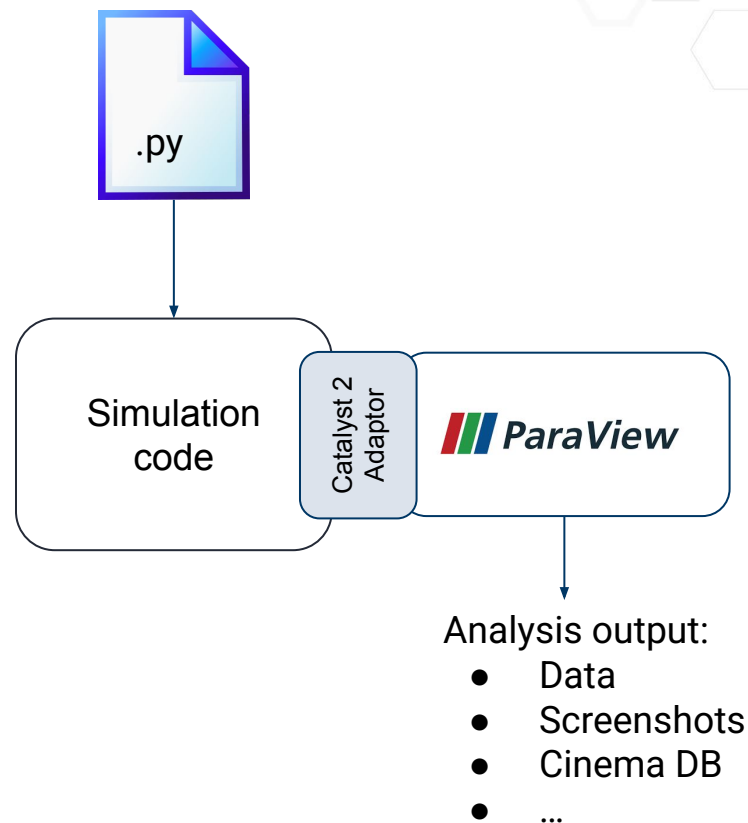 .py
Simulation
code
Catalyst 2
Adaptor
ParaView
Analysis output:
● Data
● Screenshots
● Cinema DB
● ...